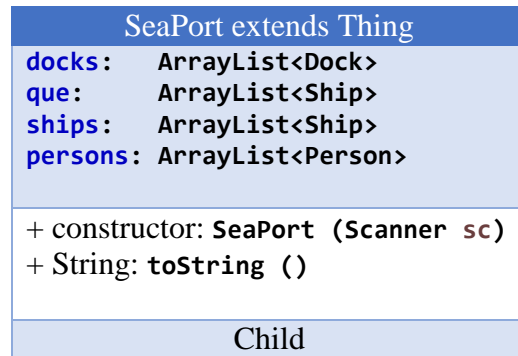 SeaPort extends Thing
docks: ArrayList<Dock>
que: ArrayList<Ship>
ships: ArrayList<Ship>
persons: ArrayList<Person>
+ constructor: SeaPort (Scanner sc)
+ String: toString ()
Child